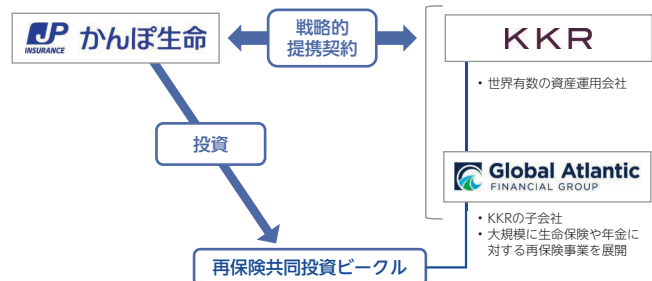 JP
INSURANCE
かんぽ生命
戦略的
提携契約
KKR
・世界有数の資産運用会社
投資
Global Atlantic
FINANCIAL GROUP
・KKRの子会社
・大規模に生命保険や年金に
対する再保険事業を展開
再保険共同投資ビークル